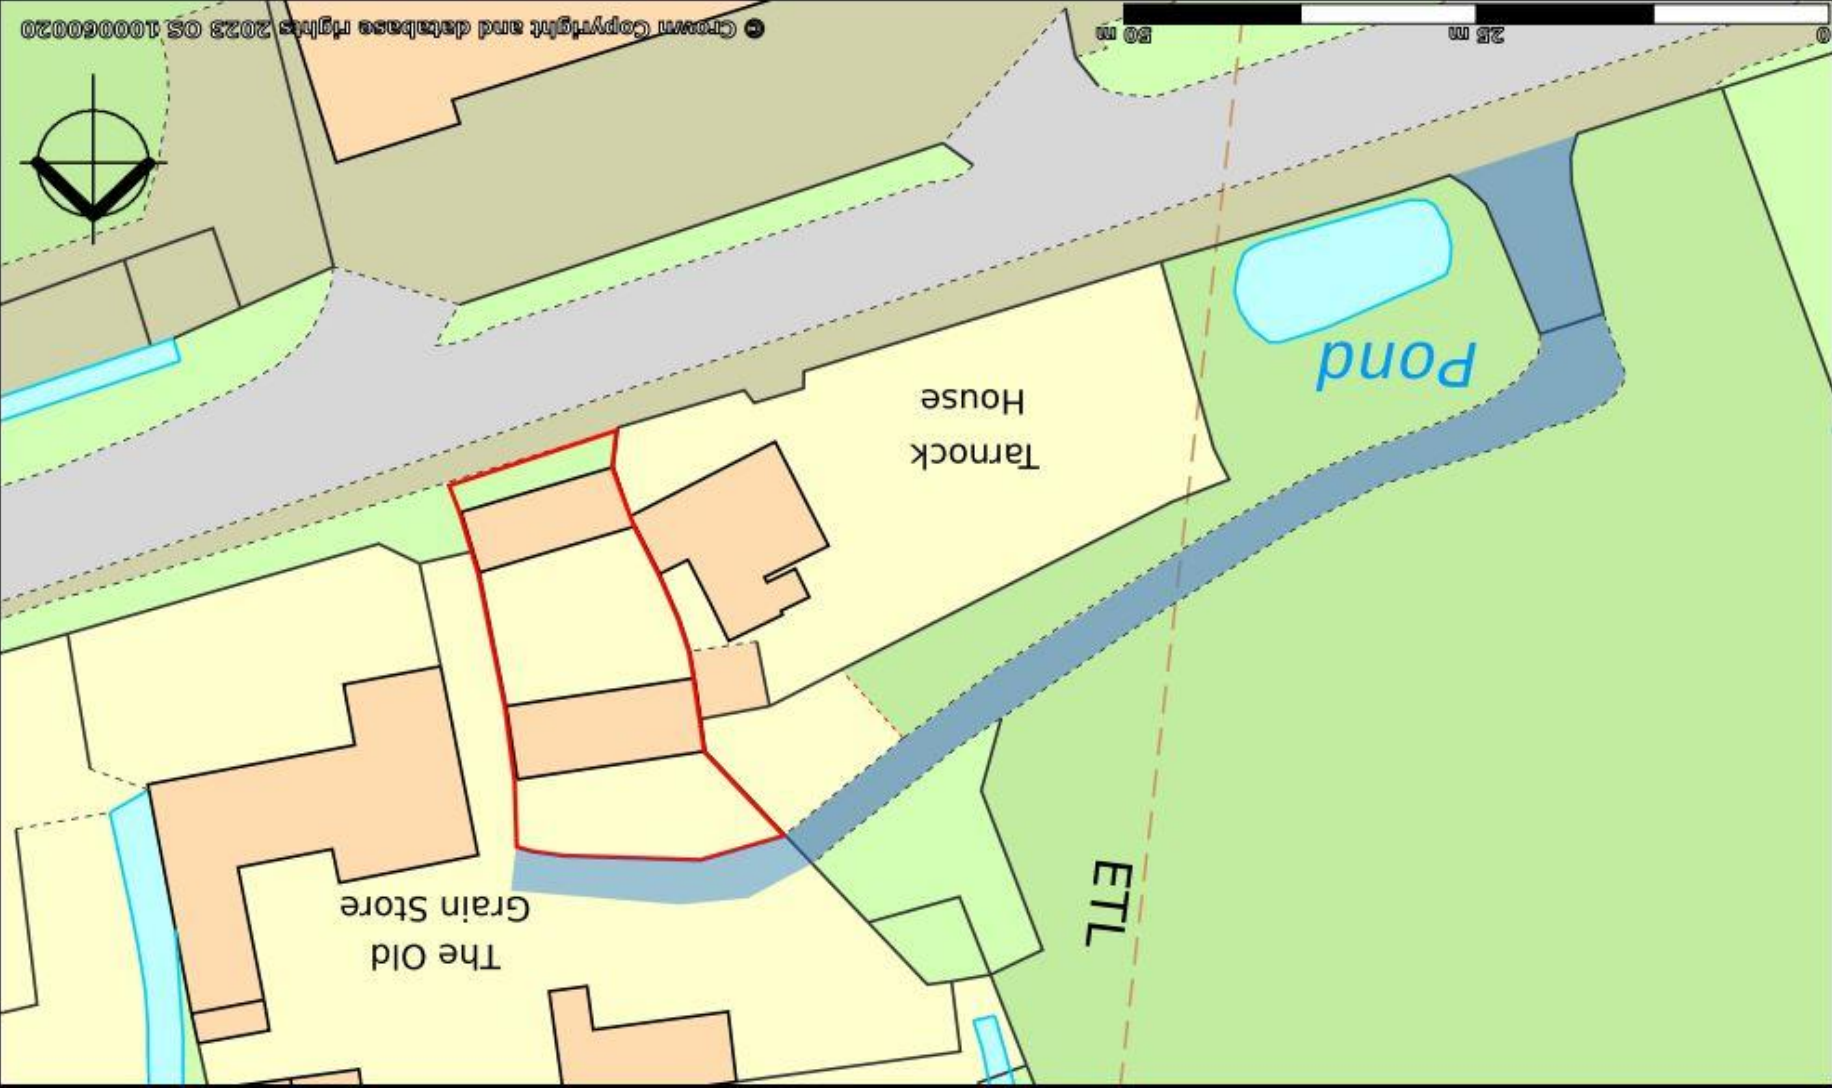 ETL
The Old
Grain Store
Tarnock
House
Pond
0
25 m
50 m
© Crown Copyright and database rights 2023 OS 100060020